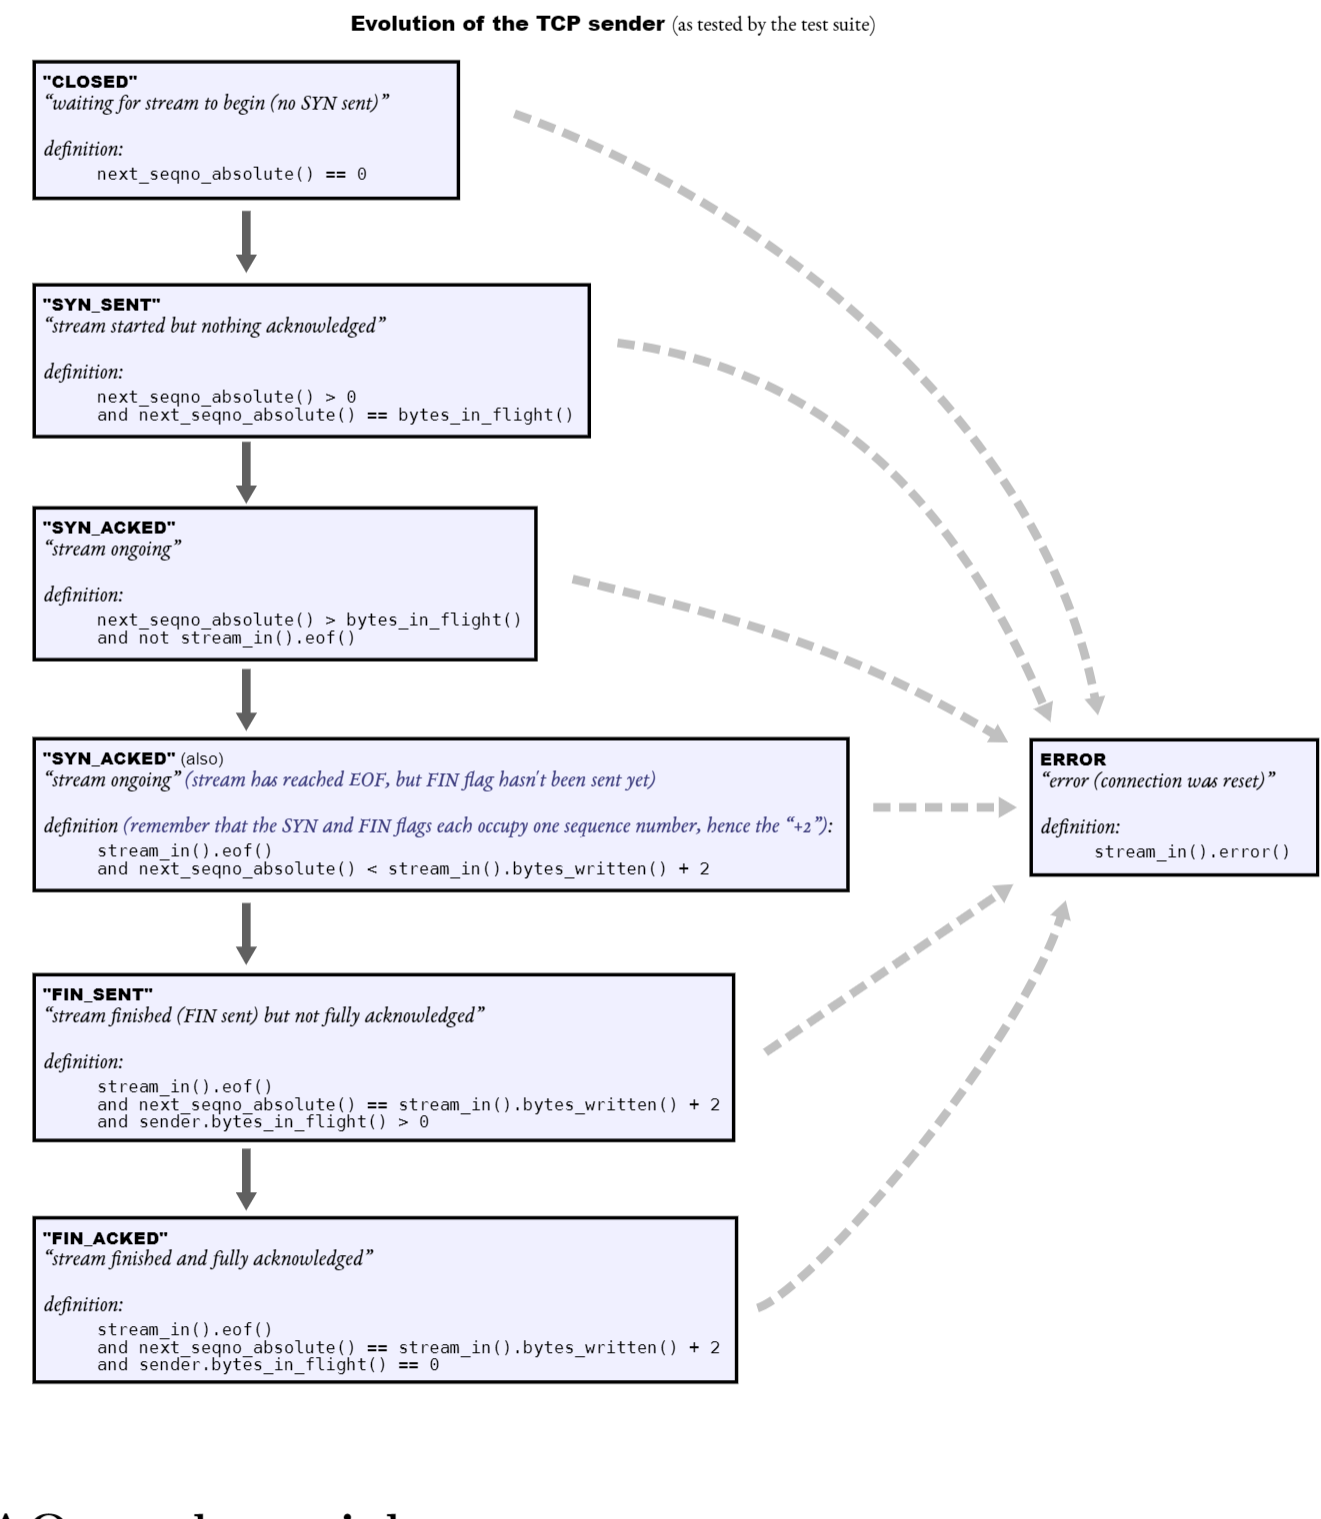 Evolution of the TCP sender (as tested by the test suite)
"CLOSED"
“waiting for stream to begin (no SYN sent)”
definition:
next_seqno_absolute() == 0
"SYN_SENT"
“stream started but nothing acknowledged”
definition:
next_seqno_absolute() > 0
and next_seqno_absolute() == bytes_in_flight()
"SYN_ACKED"
“stream ongoing”
definition:
next_seqno_absolute() > bytes_in_flight()
and not stream_in().eof()
"SYN_ACKED" (also)
“stream ongoing” (stream has reached EOF, but FIN flag hasn't been sent yet)
definition (remember that the SYN and FIN flags each occupy one sequence number, hence the “+2”):
stream_in().eof()
and next_seqno_absolute() < stream_in().bytes_written() + 2
ERROR
“error (connection was reset)”
definition:
stream_in().error()
"FIN_SENT"
“stream finished (FIN sent) but not fully acknowledged”
definition:
stream_in().eof()
and next_seqno_absolute() == stream_in().bytes_written() + 2
and sender.bytes_in_flight() > 0
"FIN_ACKED"
“stream finished and fully acknowledged”
definition:
stream_in().eof()
and next_seqno_absolute() == stream_in().bytes_written() + 2
and sender.bytes_in_flight() == 0